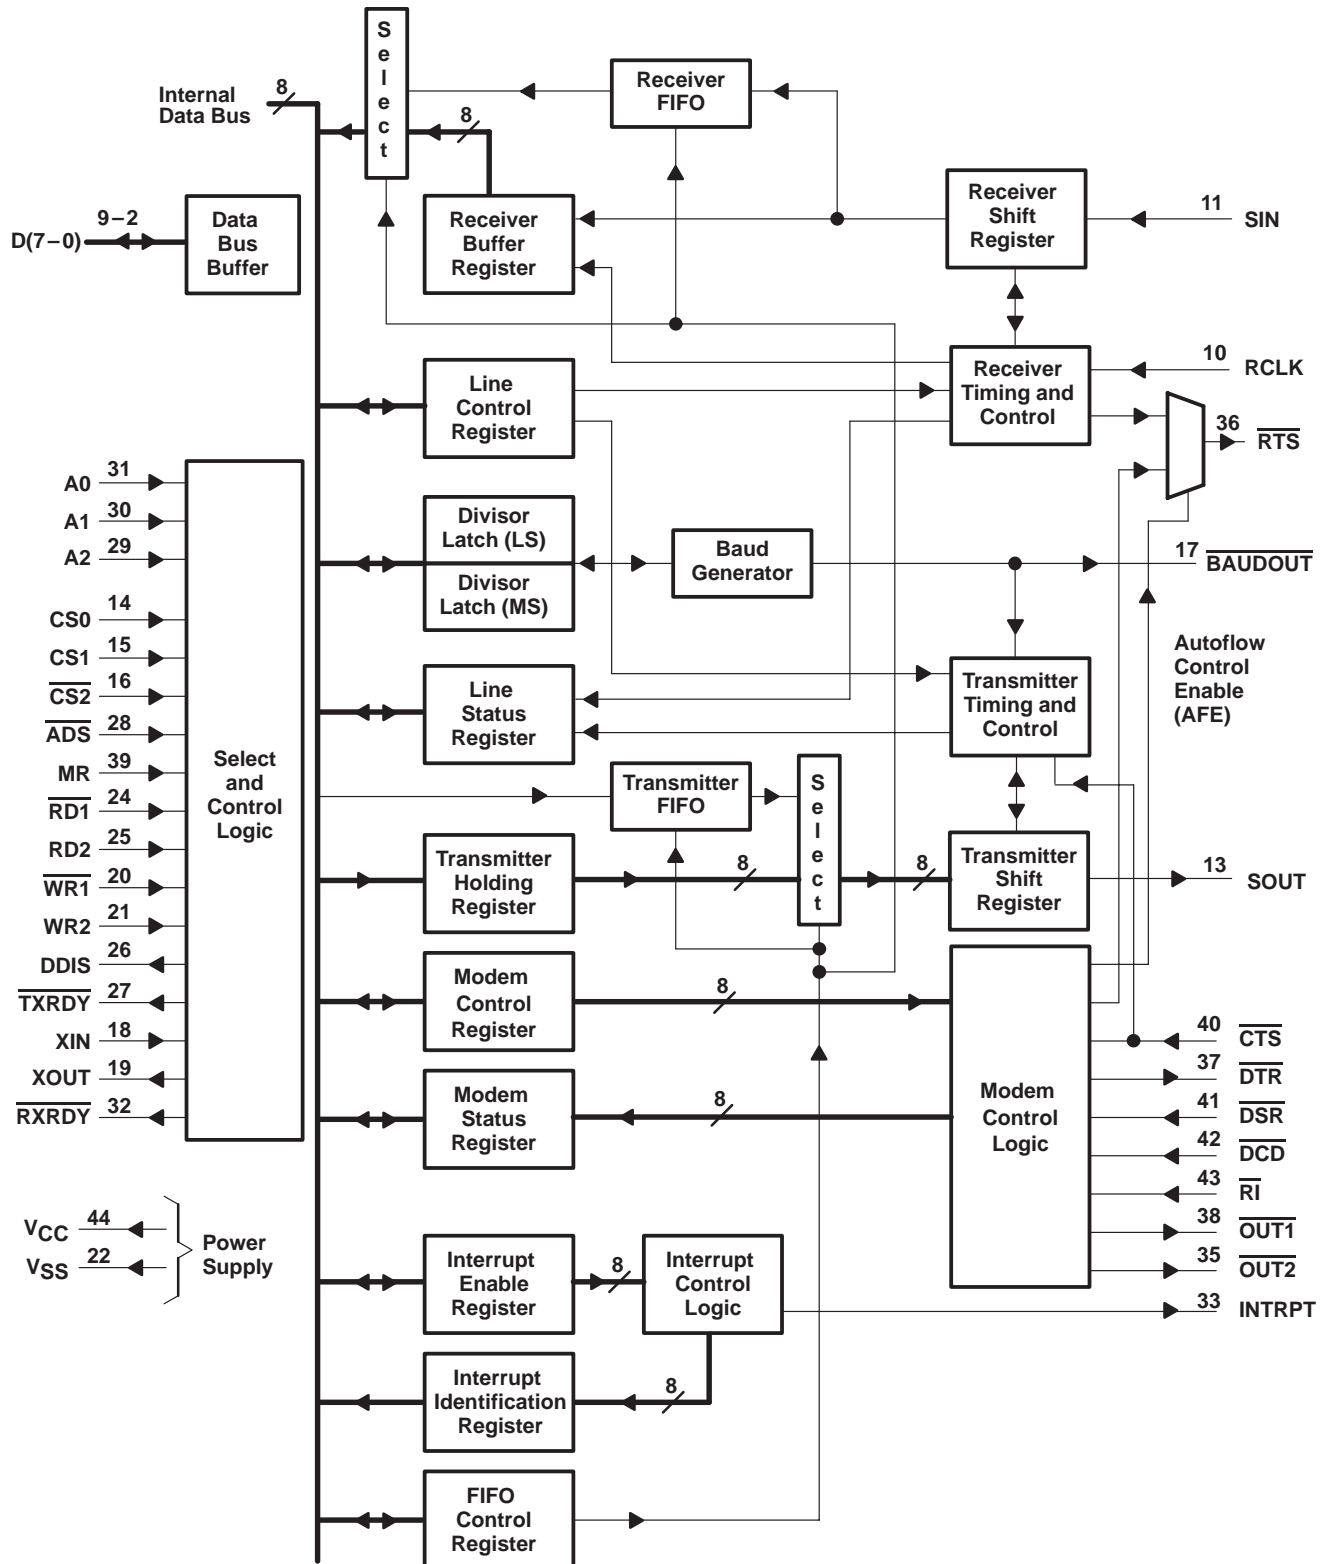 S
e
l
e
c
t
Internal
Data Bus
8
8
Receiver
FIFO
D(7−0)
9−2
Data
Bus
Buffer
Receiver
Buffer
Register
Receiver
Shift
Register
11
SIN
Line
Control
Register
Receiver
Timing and
Control
10
RCLK
36
RTS
A0
31
A1
30
A2
29
CS0
14
CS1
15
CS2
16
ADS
28
MR
39
RD1
24
RD2
25
WR1
20
WR2
21
DDIS
26
TXRDY
27
XIN
18
XOUT
19
RXRDY
32
Select
and
Control
Logic
Divisor
Latch (LS)
Divisor
Latch (MS)
Baud
Generator
17
BAUDOUT
Line
Status
Register
Transmitter
Timing and
Control
Autoflow
Control
Enable
(AFE)
Transmitter
FIFO
S
e
l
e
c
t
Transmitter
Holding
Register
8
8
Transmitter
Shift
Register
13
SOUT
Modem
Control
Register
8
Modem
Status
Register
8
Modem
Control
Logic
40
CTS
37
DTR
41
DSR
42
DCD
43
RI
38
OUT1
35
OUT2
33
INTRPT
VCC
44
VSS
22
Power
Supply
Interrupt
Enable
Register
8
Interrupt
Control
Logic
Interrupt
Identification
Register
8
FIFO
Control
Register